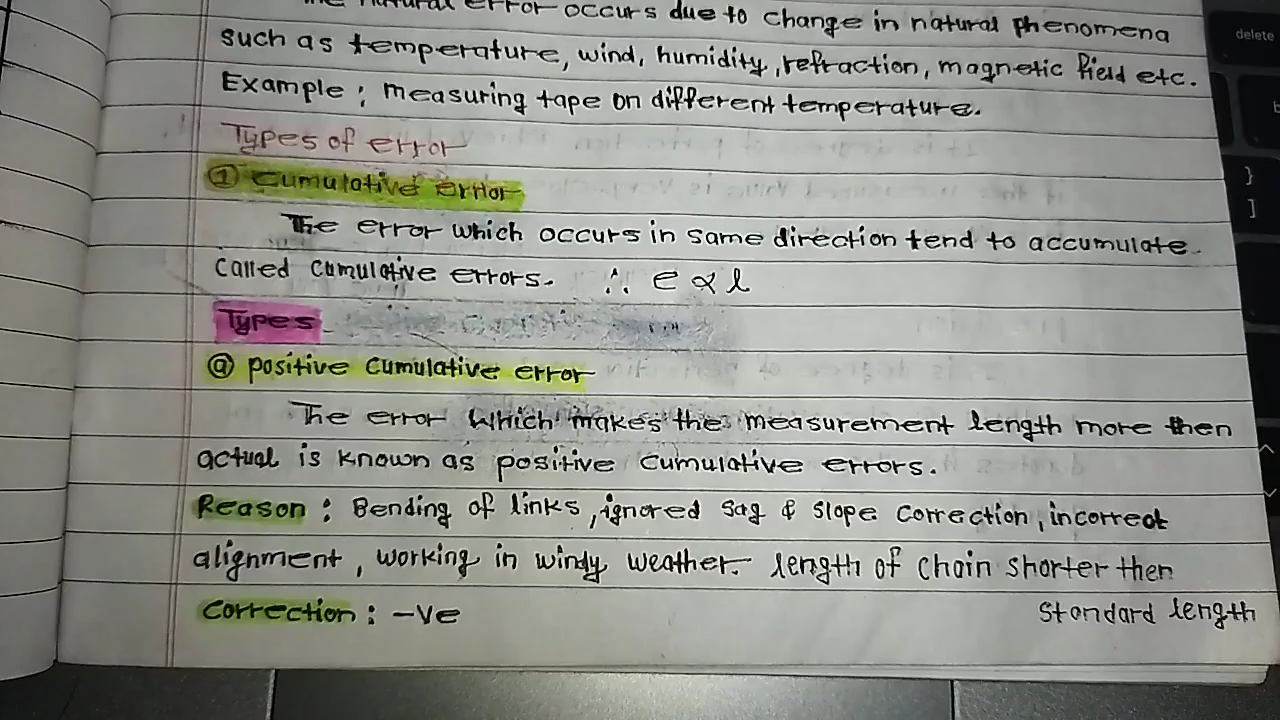 natural error occurs due to change in natural phenomena
such as temperature, wind, humidity, refraction, magnetic field etc.
Example : measuring tape on different temperature.
Types of error
① cumulative error
The error which occurs in same direction tend to accumulate
called cumulative errors. ∴ e ∝ l
Types
ⓐ positive cumulative error
The error which makes the measurement length more then
actual is known as positive cumulative errors.
Reason : Bending of links, ignored sag & slope correction, incorrect
alignment, working in windy weather. length of chain shorter then
standard length
correction : -ve
delete
}
]